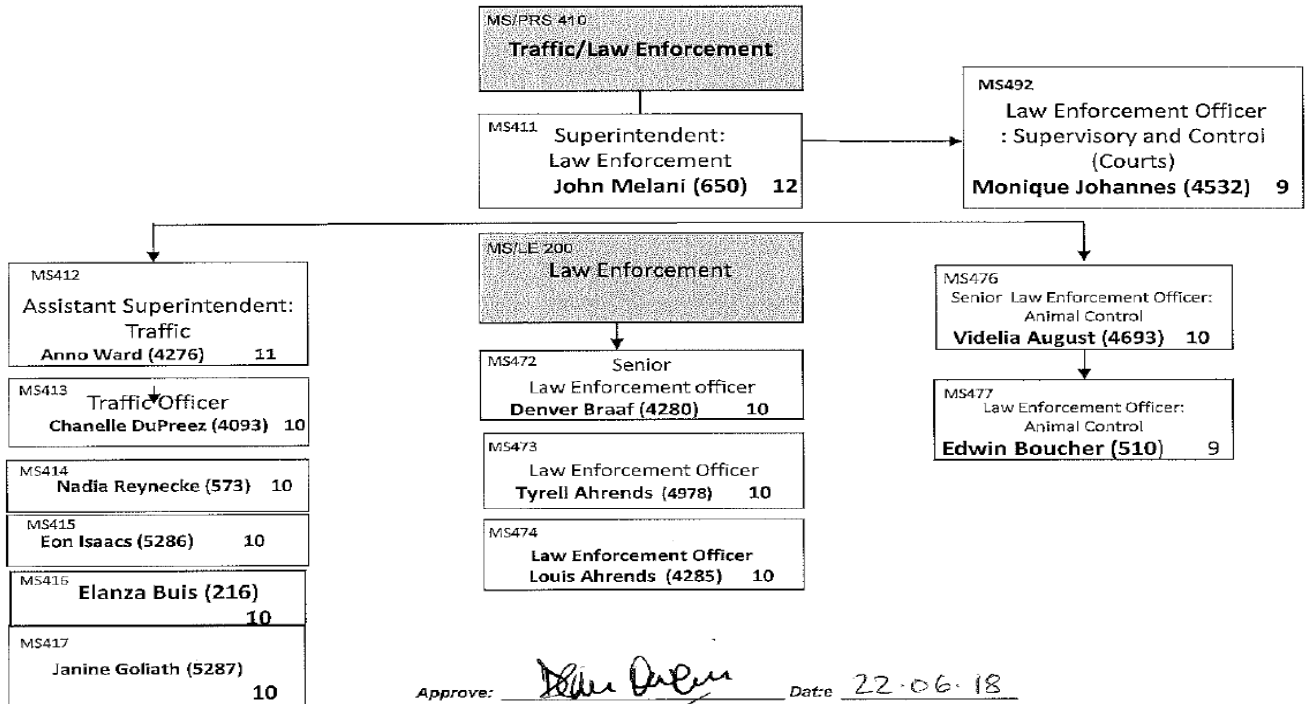 MS/PRS 410
Traffic/Law Enforcement
MS411
Superintendent:
Law Enforcement
John Melani (650) 12
MS492
Law Enforcement Officer
: Supervisory and Control
(Courts)
Monique Johannes (4532) 9
MS412
Assistant Superintendent:
Traffic
Anno Ward (4276) 11
MS413
Traffic Officer
Chanelle DuPreez (4093) 10
MS414
Nadia Reynecke (573) 10
MS415
Eon Isaacs (5286) 10
MS416
Elanza Buis (216)
10
MS417
Janine Goliath (5287)
10
MS/LE 200
Law Enforcement
MS472 Senior
Law Enforcement officer
Denver Braaf (4280) 10
MS473
Law Enforcement Officer
Tyrell Ahrends (4978) 10
MS474
Law Enforcement Officer
Louis Ahrends (4285) 10
MS476
Senior Law Enforcement Officer:
Animal Control
Videlia August (4693) 10
MS477
Law Enforcement Officer:
Animal Control
Edwin Boucher (510) 9
Approve: Date 22.06.18